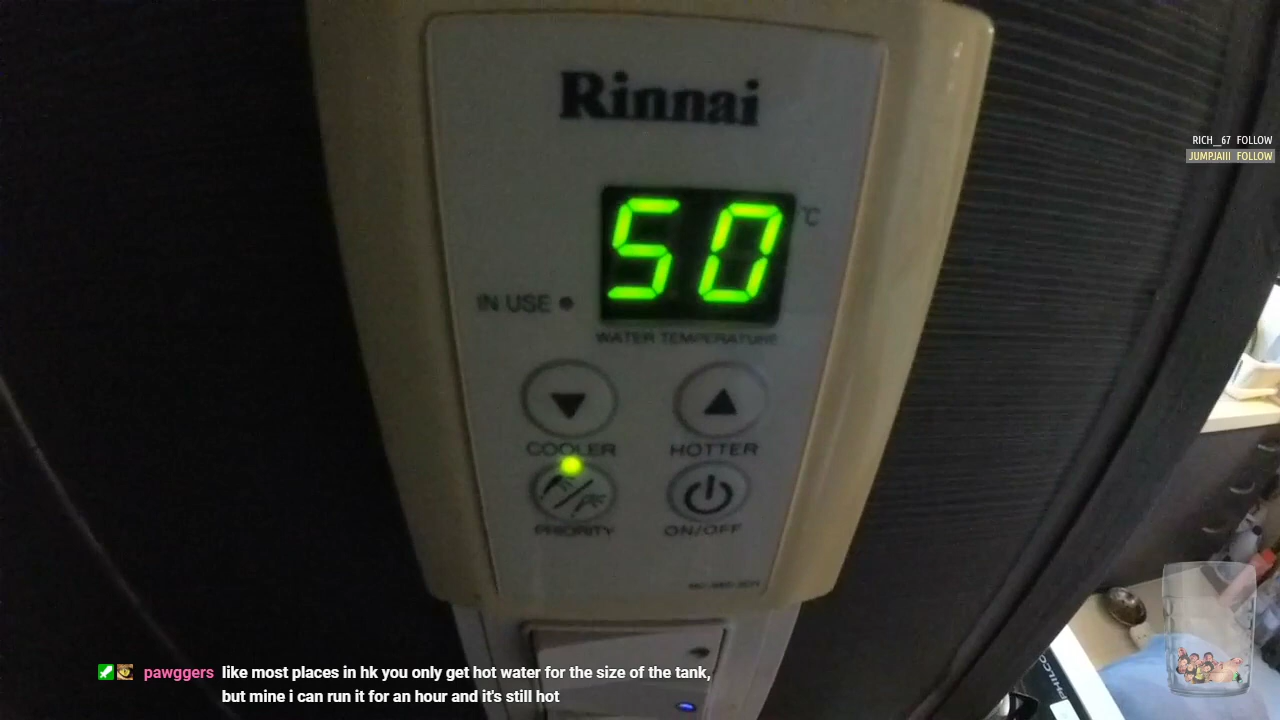 Rinnai
RICH__67 FOLLOW
JUMPJAIII FOLLOW
50 °C
IN USE
WATER TEMPERATURE
COOLER HOTTER
PRIORITY ON/OFF
PHILCO
pawggers like most places in hk you only get hot water for the size of the tank,
but mine i can run it for an hour and it's still hot